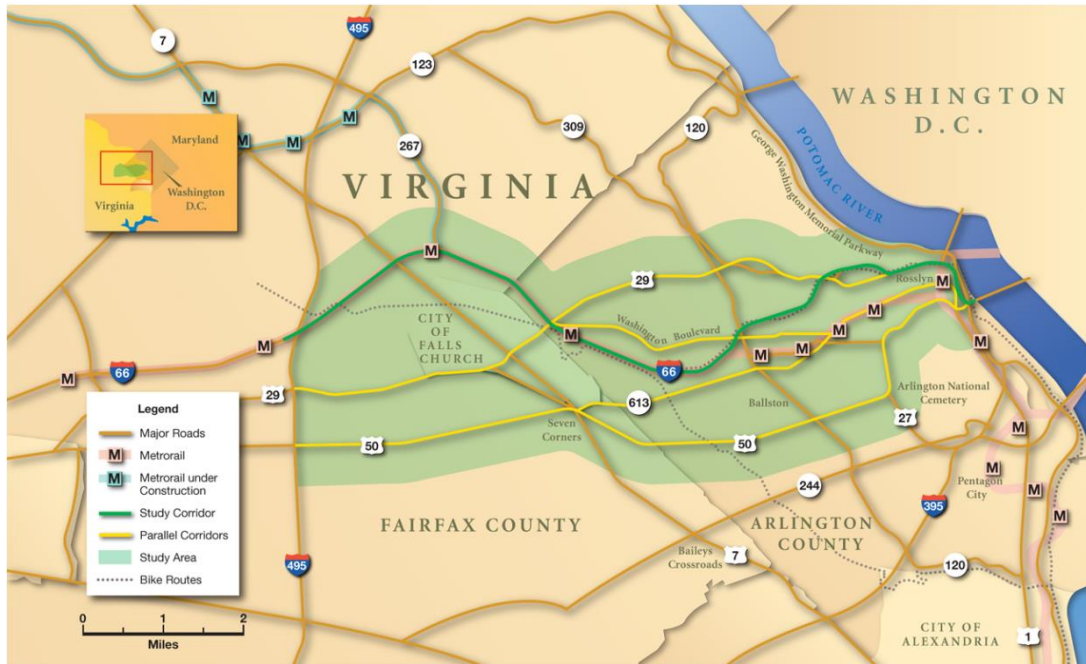 495
7
123
WASHINGTON
D.C.
309
120
M
M
M
M
267
Maryland
Washington
D.C.
Virginia
VIRGINIA
George Washington Memorial Parkway
POTOMAC RIVER
M
29
Rosslyn
M
CITY
OF
FALLS
CHURCH
Washington Boulevard
M
M
M
M
M
M
M
M
66
66
M
29
Arlington National
Cemetery
613
Ballston
27
Seven
Corners
50
50
M
M
Pentagon
City
M
M
244
395
FAIRFAX COUNTY
ARLINGTON
COUNTY
Baileys
Crossroads
7
120
495
CITY OF
ALEXANDRIA
1
Legend
Major Roads
M Metrorail
M Metrorail under
Construction
Study Corridor
Parallel Corridors
Study Area
Bike Routes
0 1 2
Miles